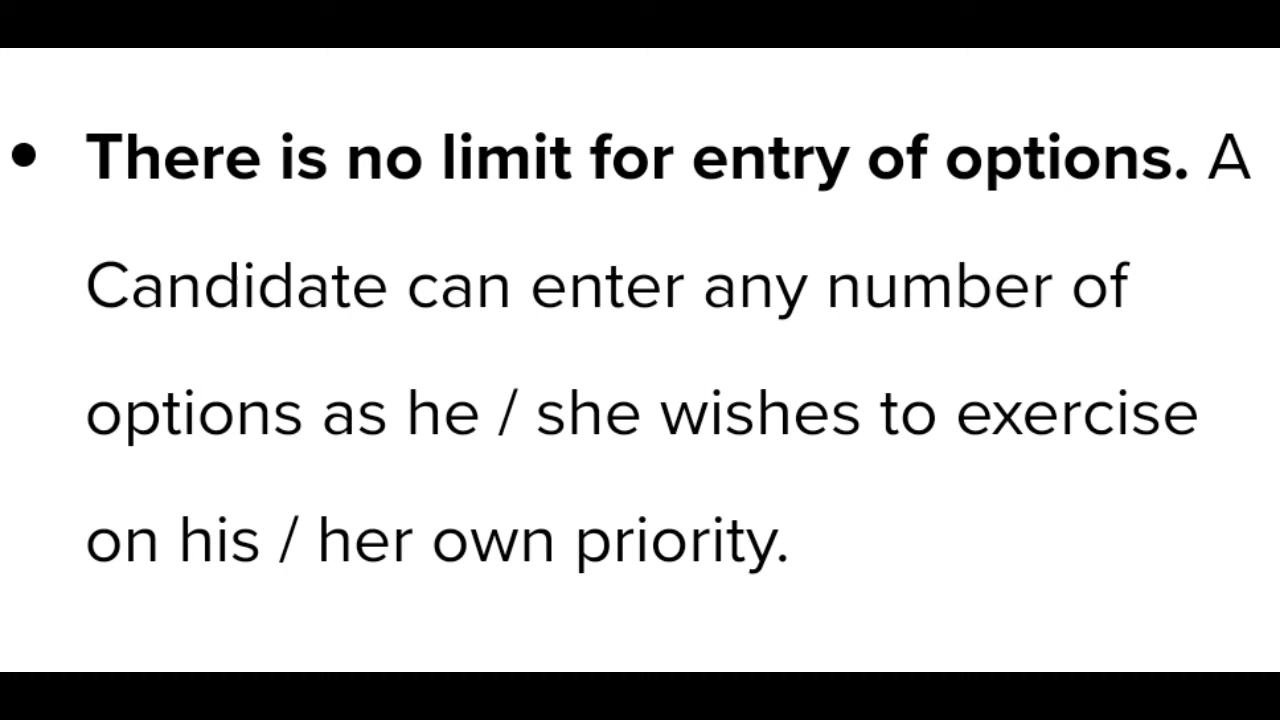 • There is no limit for entry of options. A
Candidate can enter any number of
options as he / she wishes to exercise
on his / her own priority.